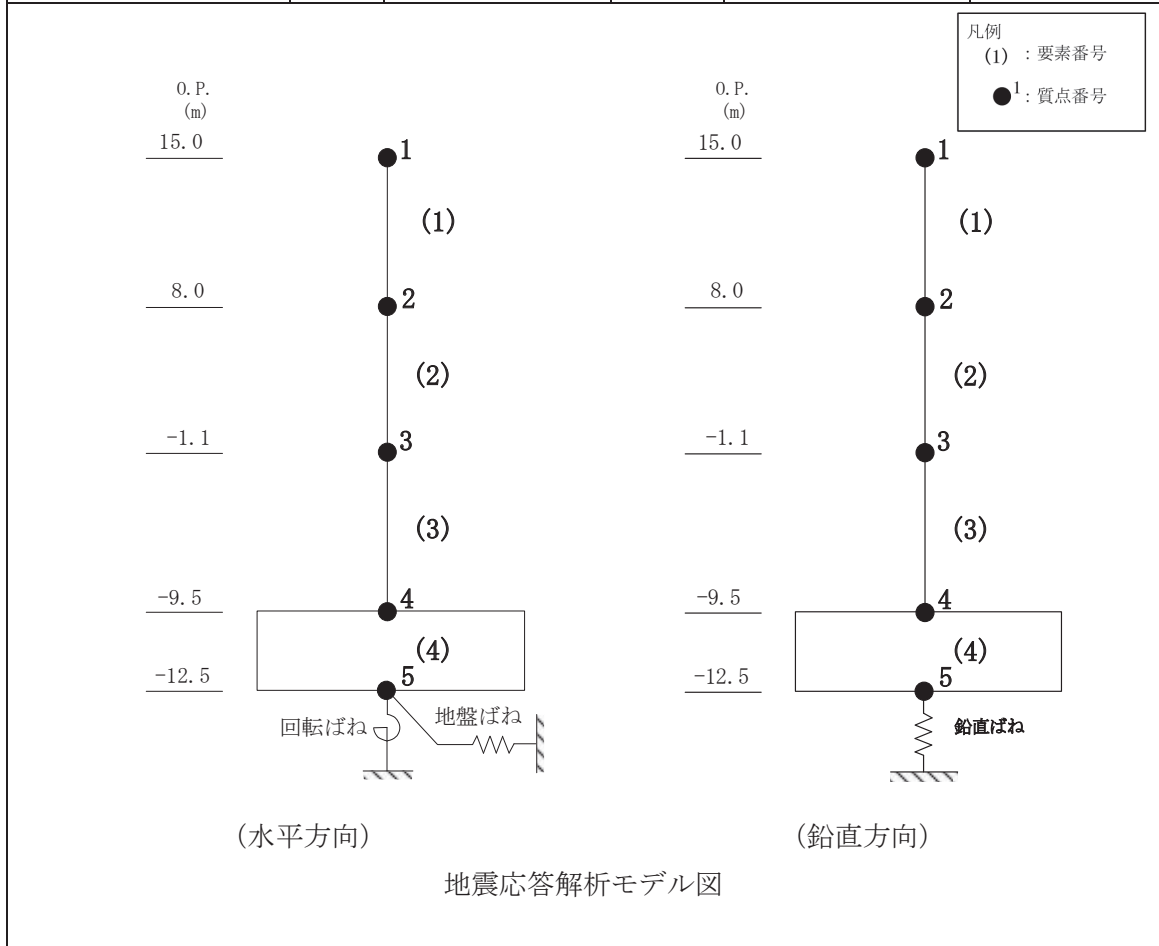 凡例
(1) : 要素番号
1 : 質点番号
O.P.
(m)
15.0
8.0
-1.1
-9.5
-12.5
1
(1)
2
(2)
3
(3)
4
(4)
5
回転ばね
地盤ばね
(水平方向)
O.P.
(m)
15.0
8.0
-1.1
-9.5
-12.5
1
(1)
2
(2)
3
(3)
4
(4)
5
鉛直ばね
(鉛直方向)
地震応答解析モデル図